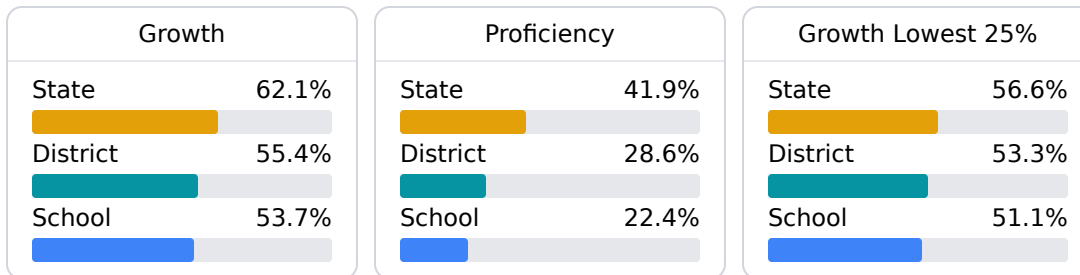 Growth
State 62.1%
District 55.4%
School 53.7%
Proficiency
State 41.9%
District 28.6%
School 22.4%
Growth Lowest 25%
State 56.6%
District 53.3%
School 51.1%